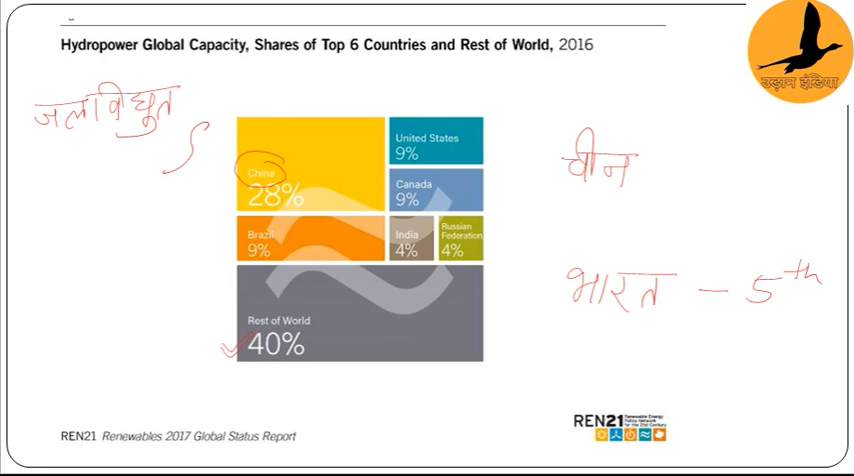 Hydropower Global Capacity, Shares of Top 6 Countries and Rest of World, 2016
उड़ान इंडिया
जलविद्युत
China
28%
United States
9%
Canada
9%
Brazil
9%
India
4%
Russian
Federation
4%
Rest of World
40%
चीन
भारत – 5th
REN21 Renewables 2017 Global Status Report
REN21
Renewable Energy
Policy Network
for the 21st Century